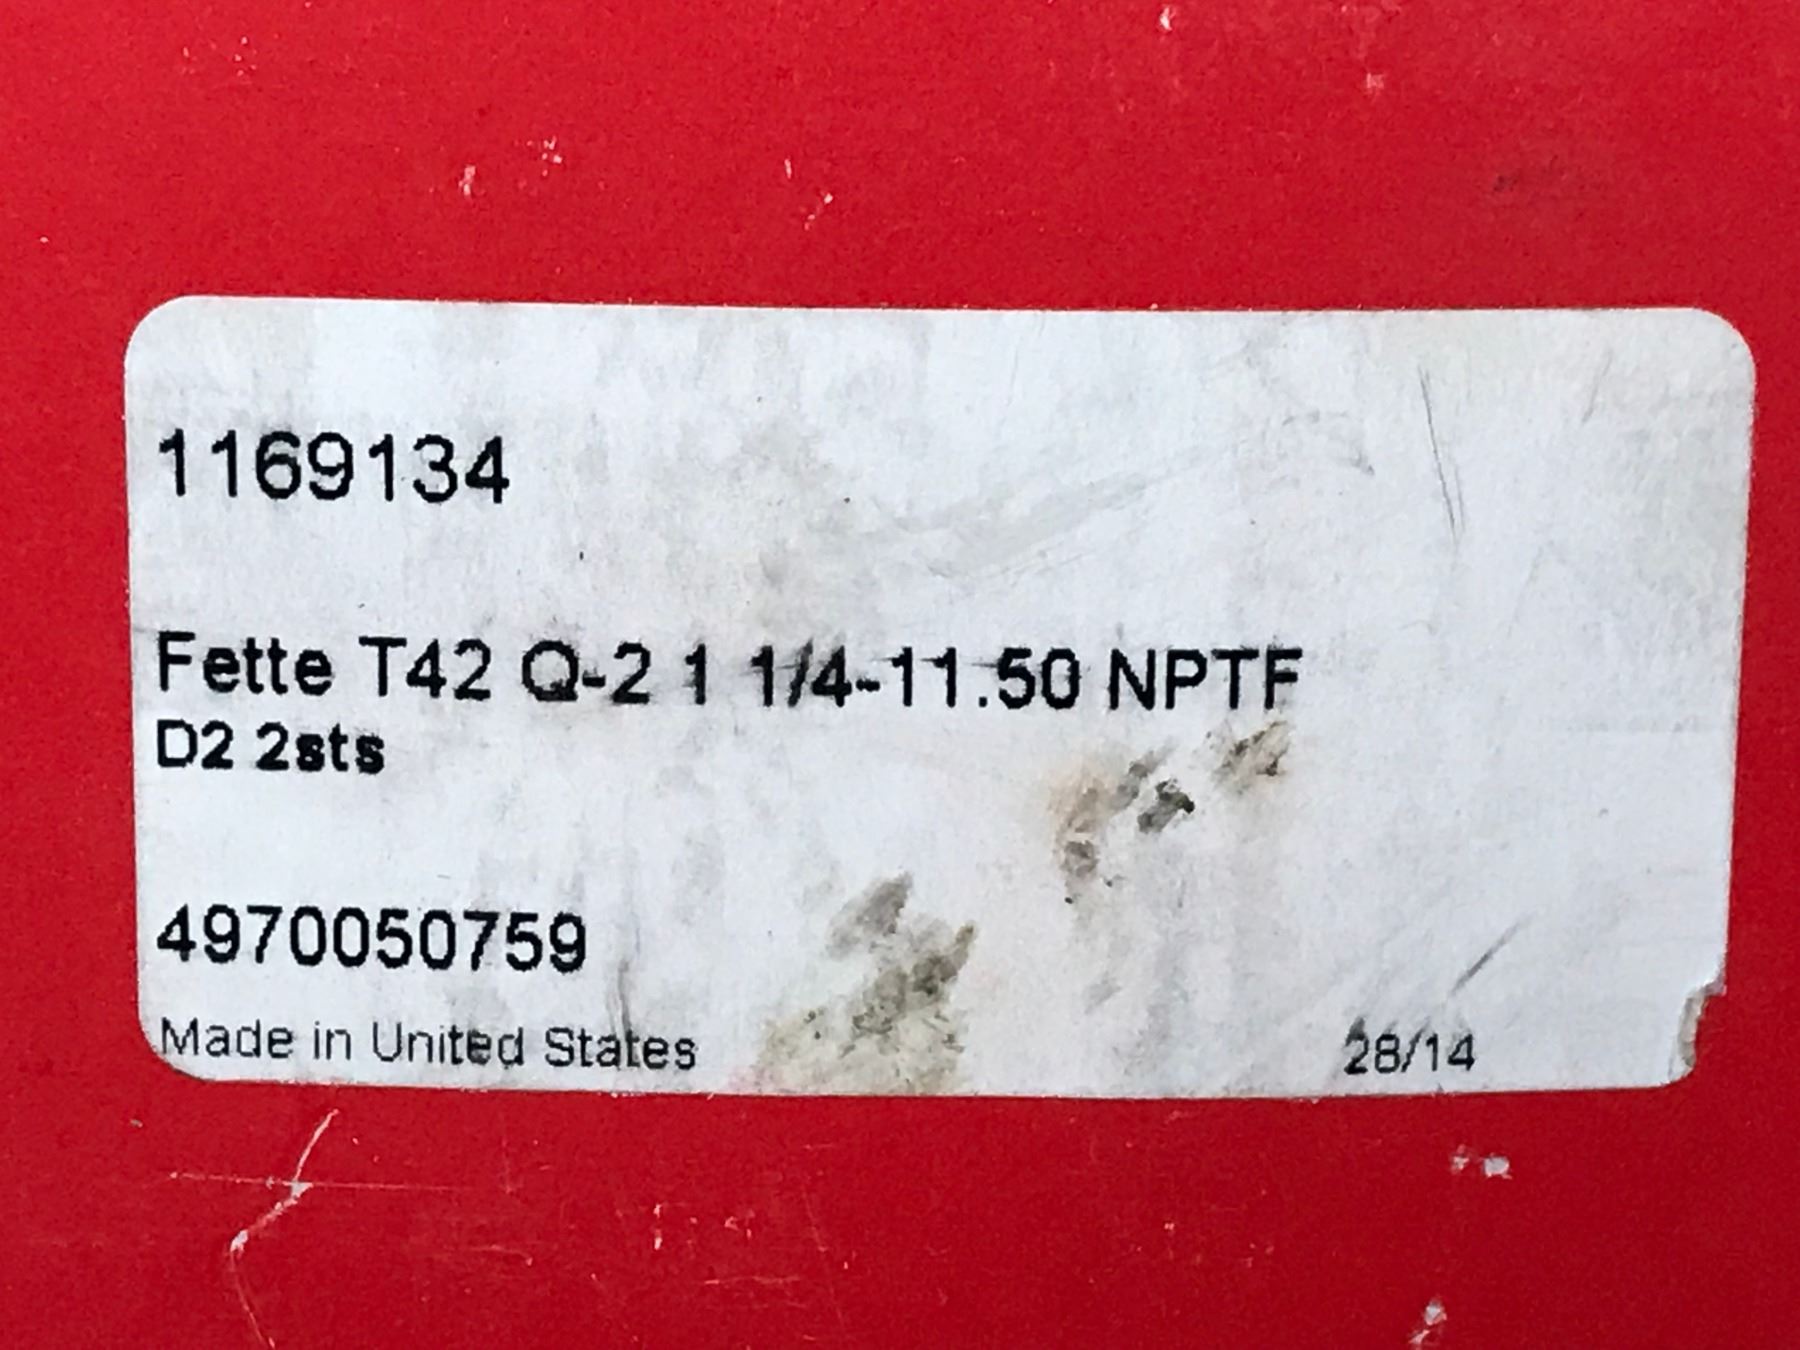 1169134
Fette T42 Q-2 1 1/4-11.50 NPTF
D2 2sts
4970050759
Made in United States
28/14